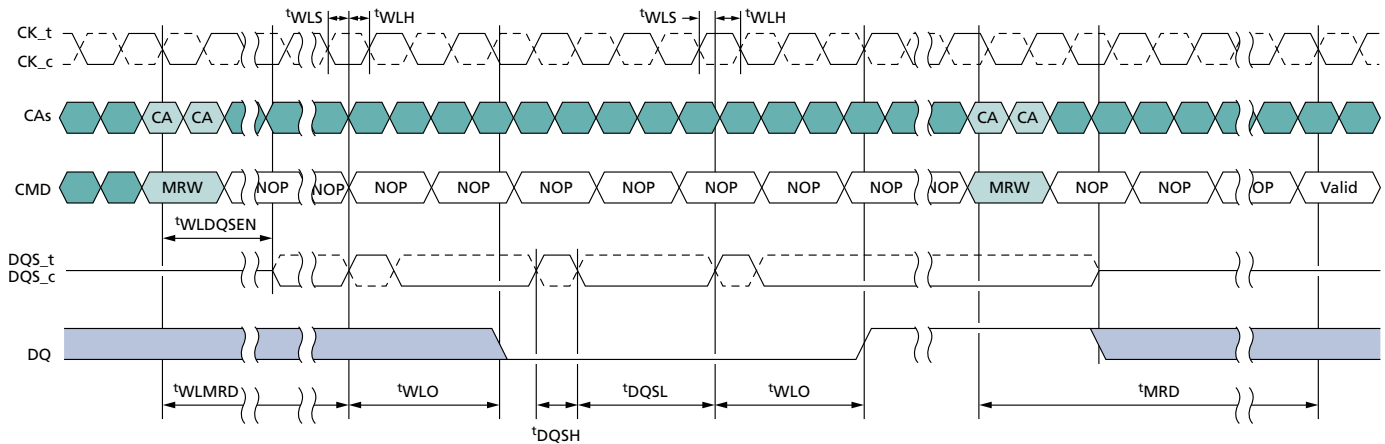 tWLS tWLH tWLS tWLH
CK_t
CK_c
CAs CA CA CA CA
CMD MRW NOP NOP NOP NOP NOP NOP NOP NOP NOP NOP MRW NOP NOP OP Valid
tWLDQSEN
DQS_t
DQS_c
DQ
tWLMRD tWLO tDQSL tWLO tMRD
tDQSH